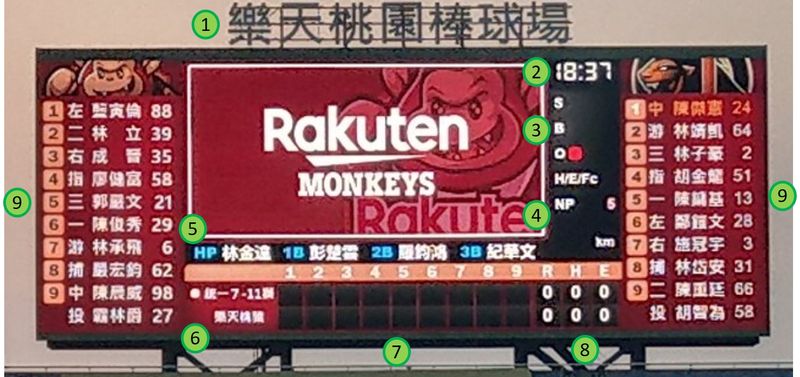 1 樂天桃園棒球場
1 左 藍寅倫 88
2 二 林 立 39
3 右 成 晉 35
4 指 廖健富 58
5 三 郭嚴文 21
6 一 陳俊秀 29
7 游 林承飛 6
8 捕 嚴宏鈞 62
9 中 陳晨威 98
投 霸林爵 27
9
Rakuten
MONKEYS
Rakute
2 18:37
S
3 B
O
H/E/Fc
4 NP 5
km
5
HP 林金達 1B 彭楚雲 2B 羅鈞鴻 3B 紀華文
1 2 3 4 5 6 7 8 9 R H E
統一7-11獅 0 0 0
樂天桃猿 0 0 0
6 7 8
1 中 陳傑憲 24
2 游 林靖凱 64
3 三 林子豪 2
4 指 胡金龍 51
5 一 陳鏞基 13
6 左 鄭鎧文 28
7 右 施冠宇 3
8 捕 林岱安 31
9 二 陳重廷 66
投 胡智為 58
9